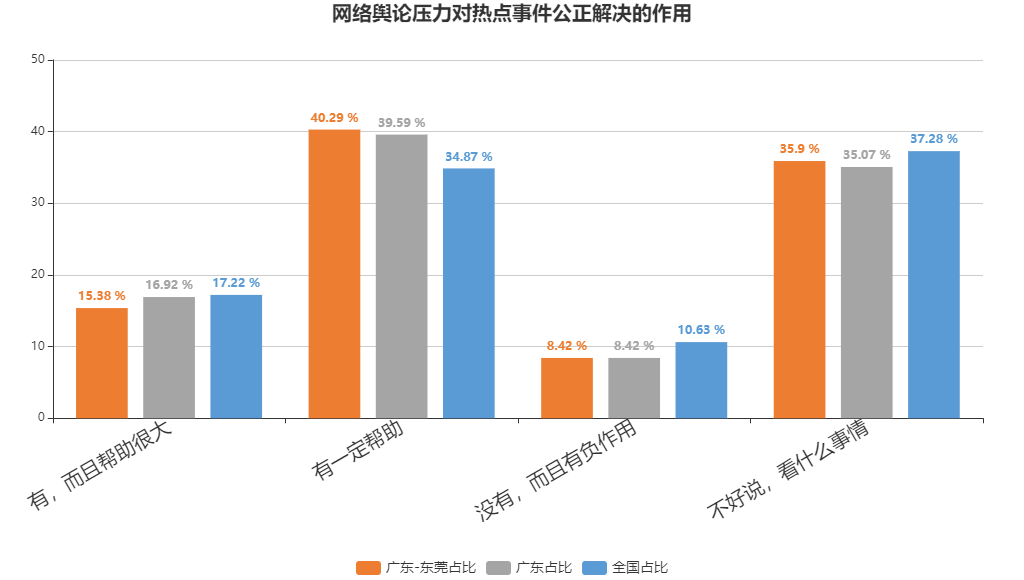 网络舆论压力对热点事件公正解决的作用
50
40
30
20
10
0
15.38 %
16.92 %
17.22 %
40.29 %
39.59 %
34.87 %
8.42 %
8.42 %
10.63 %
35.9 %
35.07 %
37.28 %
有，而且帮助很大
有一定帮助
没有，而且有负作用
不好说，看什么事情
广东-东莞占比
广东占比
全国占比